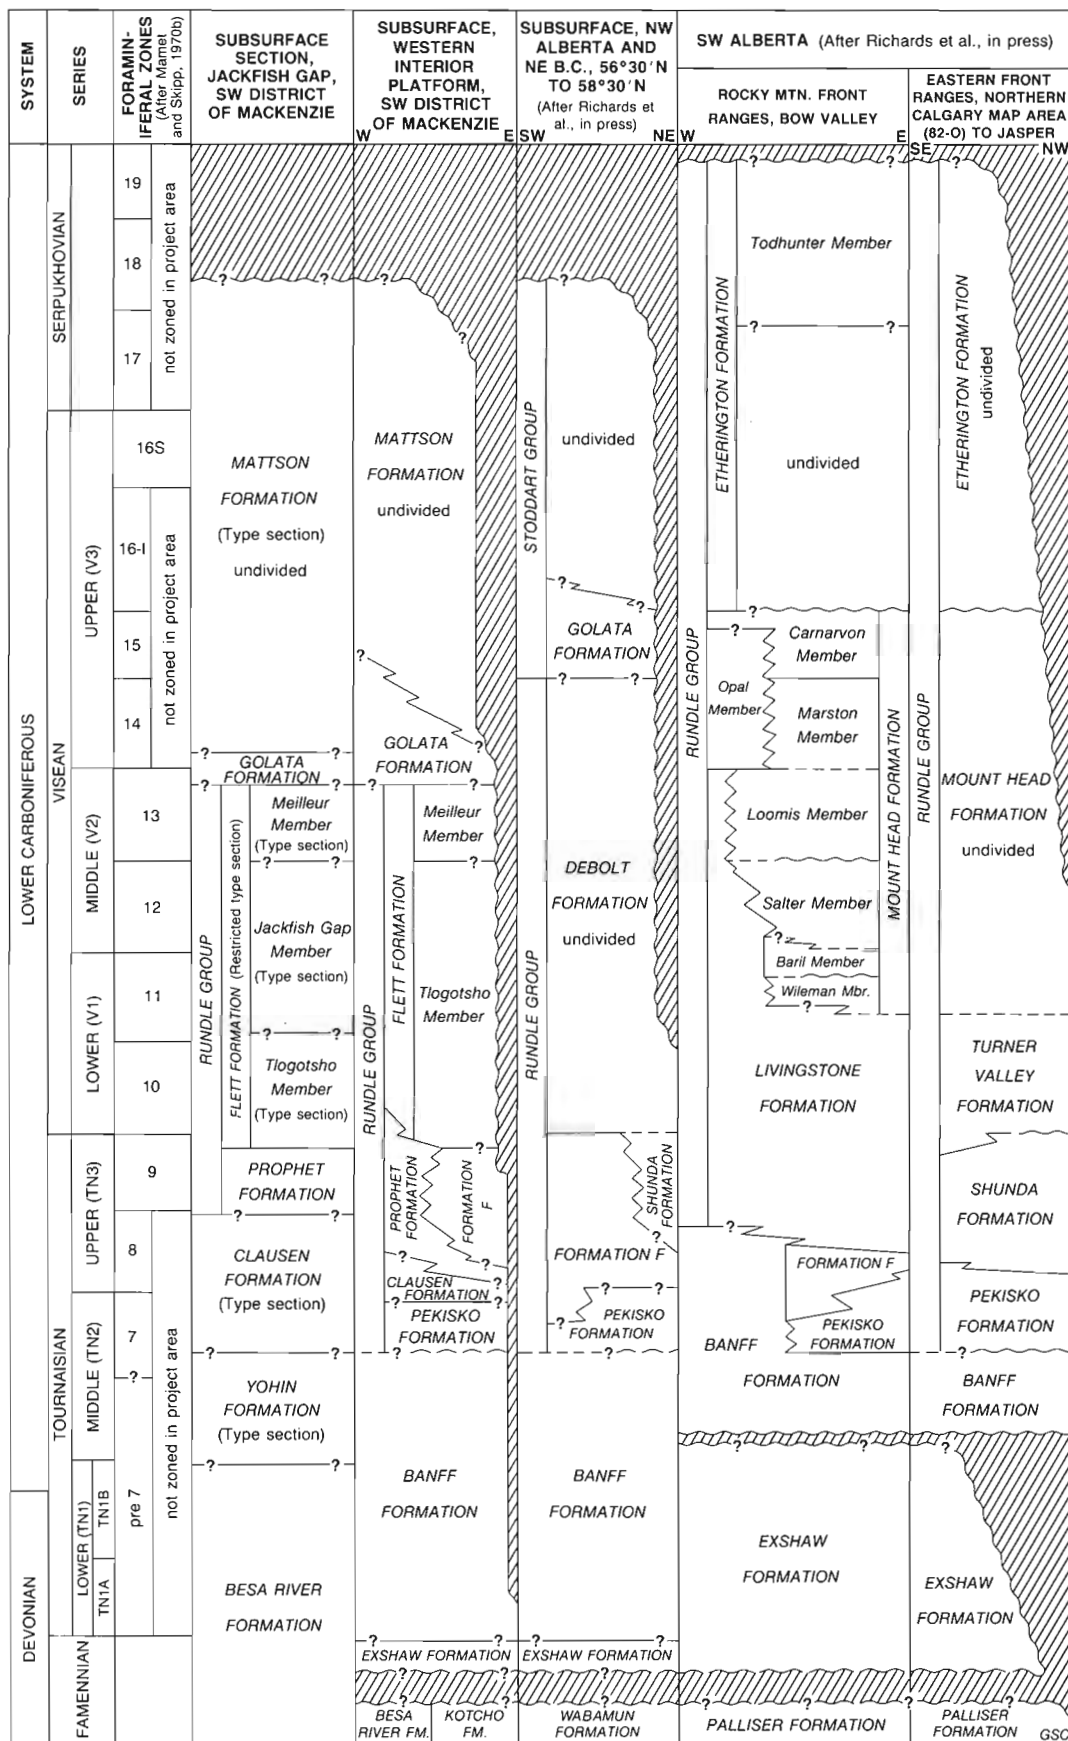 SYSTEM
SERIES
FORAMIN-
IFERAL ZONES
(After Mamet
and Skipp, 1970b)
SUBSURFACE
SECTION,
JACKFISH GAP,
SW DISTRICT
OF MACKENZIE
SUBSURFACE,
WESTERN
INTERIOR
PLATFORM,
SW DISTRICT
OF MACKENZIE
W E
SUBSURFACE, NW
ALBERTA AND
NE B.C., 56°30′N
TO 58°30′N
(After Richards et
al., in press)
SW NE
SW ALBERTA (After Richards et al., in press)
ROCKY MTN. FRONT
RANGES, BOW VALLEY
W E
EASTERN FRONT
RANGES, NORTHERN
CALGARY MAP AREA
(82-O) TO JASPER
SE NW
LOWER CARBONIFEROUS
DEVONIAN
SERPUKHOVIAN
VISEAN
TOURNAISIAN
FAMENNIAN
UPPER (V3)
MIDDLE (V2)
LOWER (V1)
UPPER (TN3)
MIDDLE (TN2)
LOWER (TN1)
TN1B
TN1A
19
18
17
not zoned in project area
16S
16-I
15
14
not zoned in project area
13
12
11
10
9
8
7
?
pre 7
not zoned in project area
? ?
MATTSON
FORMATION
(Type section)
undivided
? ?
GOLATA
FORMATION
? ?
RUNDLE GROUP
FLETT FORMATION (Restricted type section)
Meilleur
Member
(Type section)
? ?
Jackfish Gap
Member
(Type section)
? ?
Tlogotsho
Member
(Type section)
PROPHET
FORMATION
? ?
CLAUSEN
FORMATION
(Type section)
? ?
YOHIN
FORMATION
(Type section)
? ?
BESA RIVER
FORMATION
?
?
MATTSON
FORMATION
undivided
?
?
GOLATA
FORMATION
? ?
RUNDLE GROUP
FLETT FORMATION
Meilleur
Member
? ?
Tlogotsho
Member
?
PROPHET
FORMATION
FORMATION
F
?
?
CLAUSEN
FORMATION
?
? ?
PEKISKO
FORMATION
?
BANFF
FORMATION
? ?
EXSHAW FORMATION
?
?
BESA
RIVER FM.
KOTCHO
FM.
?
STODDART GROUP
undivided
?
?
GOLATA
FORMATION
? ?
RUNDLE GROUP
DEBOLT
FORMATION
undivided
SHUNDA
FORMATION
?
FORMATION F
? ?
?
PEKISKO
FORMATION
?
BANFF
FORMATION
? ?
EXSHAW FORMATION
?
WABAMUN
FORMATION
? ?
RUNDLE GROUP
ETHERINGTON FORMATION
Todhunter Member
? ?
undivided
?
?
Opal
Member
Carnarvon
Member
Marston
Member
MOUNT HEAD FORMATION
Loomis Member
Salter Member
?
Baril Member
Wileman Mbr.
?
LIVINGSTONE
FORMATION
?
FORMATION F
PEKISKO
FORMATION
?
BANFF
FORMATION
? ?
EXSHAW
FORMATION
?
?
PALLISER FORMATION
?
RUNDLE GROUP
ETHERINGTON FORMATION
undivided
?
MOUNT HEAD
FORMATION
undivided
TURNER
VALLEY
FORMATION
SHUNDA
FORMATION
PEKISKO
FORMATION
?
BANFF
FORMATION
?
EXSHAW
FORMATION
?
PALLISER
FORMATION
GSC